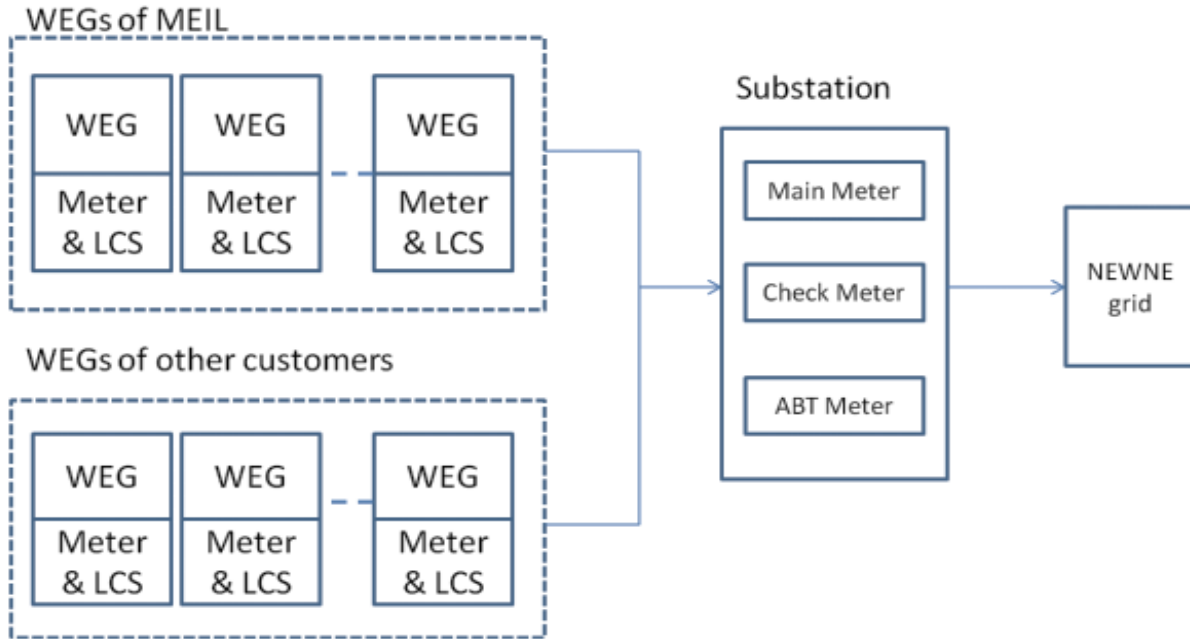 WEGs of MEIL
WEG WEG WEG
Meter Meter Meter
& LCS & LCS & LCS
Substation
Main Meter
Check Meter
ABT Meter
NEWNE
grid
WEGs of other customers
WEG WEG WEG
Meter Meter Meter
& LCS & LCS & LCS